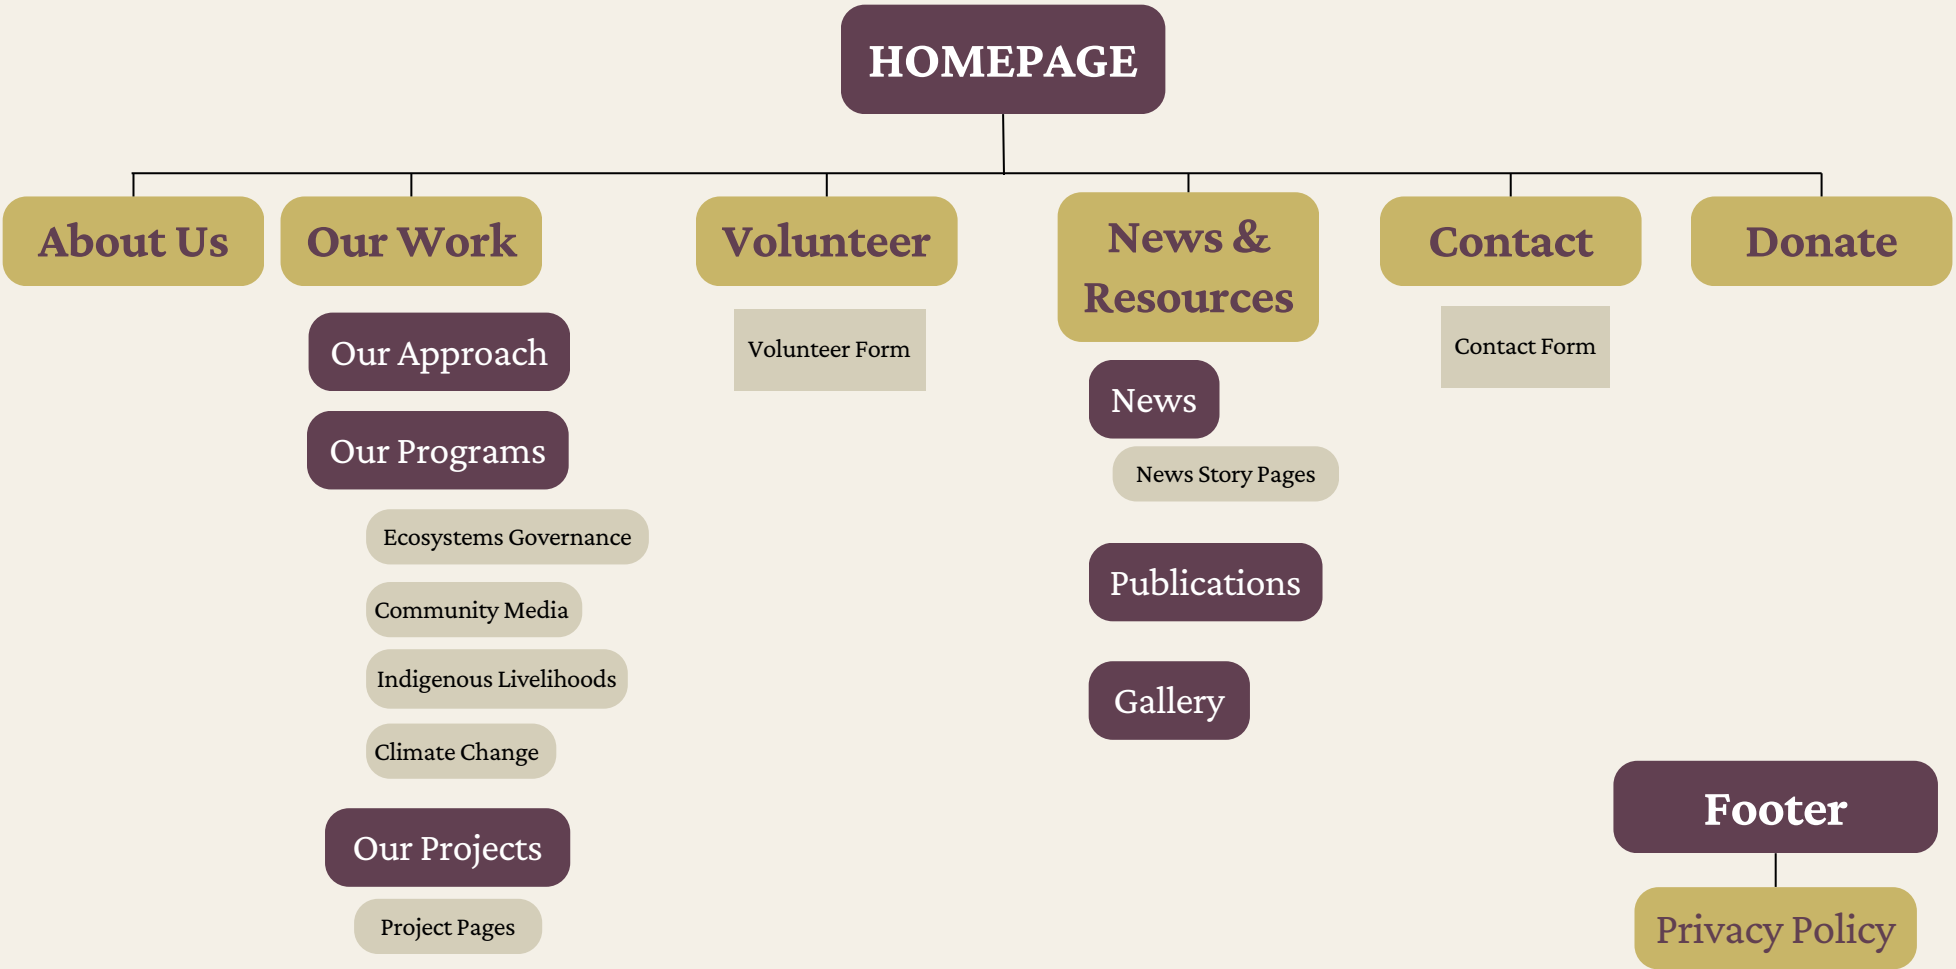 HOMEPAGE
About Us
Our Work
Our Approach
Our Programs
Ecosystems Governance
Community Media
Indigenous Livelihoods
Climate Change
Our Projects
Project Pages
Volunteer
Volunteer Form
News &
Resources
News
News Story Pages
Publications
Gallery
Contact
Contact Form
Donate
Footer
Privacy Policy